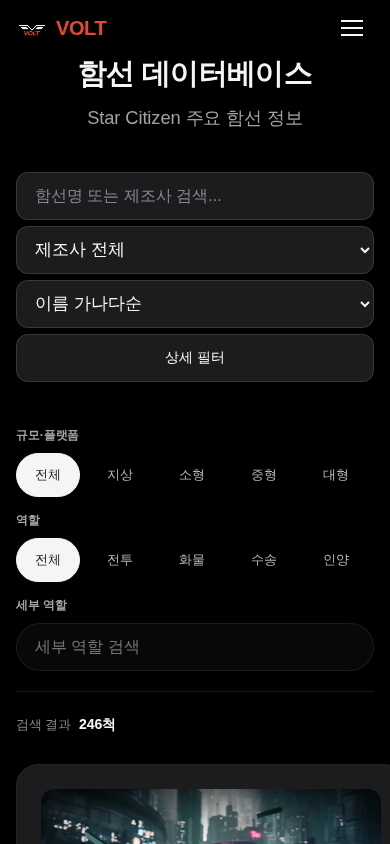 VOLT VOLT
함선 데이터베이스
Star Citizen 주요 함선 정보
함선명 또는 제조사 검색...
제조사 전체
이름 가나다순
상세 필터
규모·플랫폼
전체 지상 소형 중형 대형
역할
전체 전투 화물 수송 인양
세부 역할
세부 역할 검색
검색 결과 246척